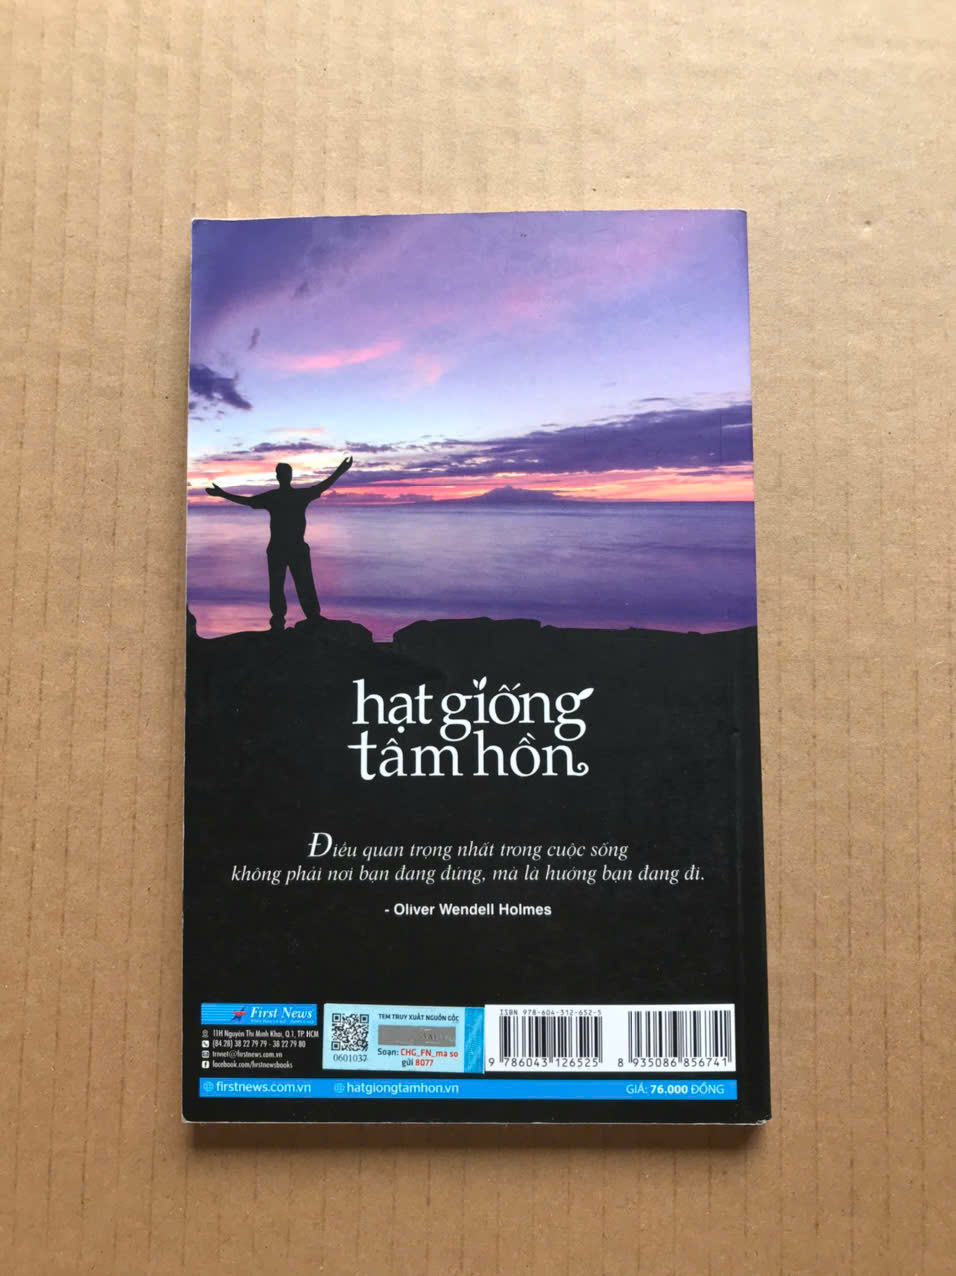 hạt giống
tâm hồn
Điều quan trọng nhất trong cuộc sống
không phải nơi bạn đang đứng, mà là hướng bạn đang đi.
- Oliver Wendell Holmes
First News
11H Nguyễn Thị Minh Khai, Q.1, TP. HCM
(84.28) 38 22 79 79 - 38 22 79 80
triviet@firstnews.com.vn
facebook.com/firstnewsbooks
0601037
TEM TRUY XUẤT NGUỒN GỐC
Soạn: CHG_FN_ma so
gửi 8077
ISBN 978-604-312-652-5
9 786043 126525
8 935086 856741
firstnews.com.vn
hatgiongtamhon.vn
GIÁ: 76.000 ĐỒNG